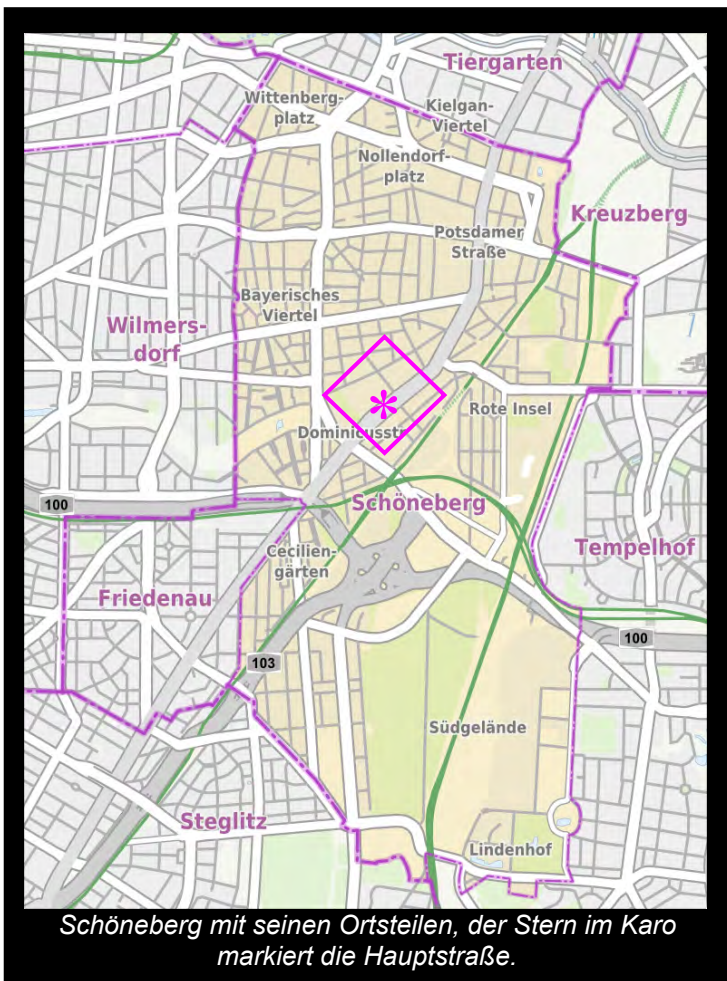 Tiergarten
Wittenberg-
platz
Kielgan-
Viertel
Nollendorf-
platz
Kreuzberg
Potsdamer
Straße
Bayerisches
Viertel
Wilmers-
dorf
*
Rote Insel
Dominicusstr
100
Schöneberg
Cecilien-
gärten
Tempelhof
Friedenau
100
103
Südgelände
Steglitz
Lindenhof
Schöneberg mit seinen Ortsteilen, der Stern im Karo
markiert die Hauptstraße.